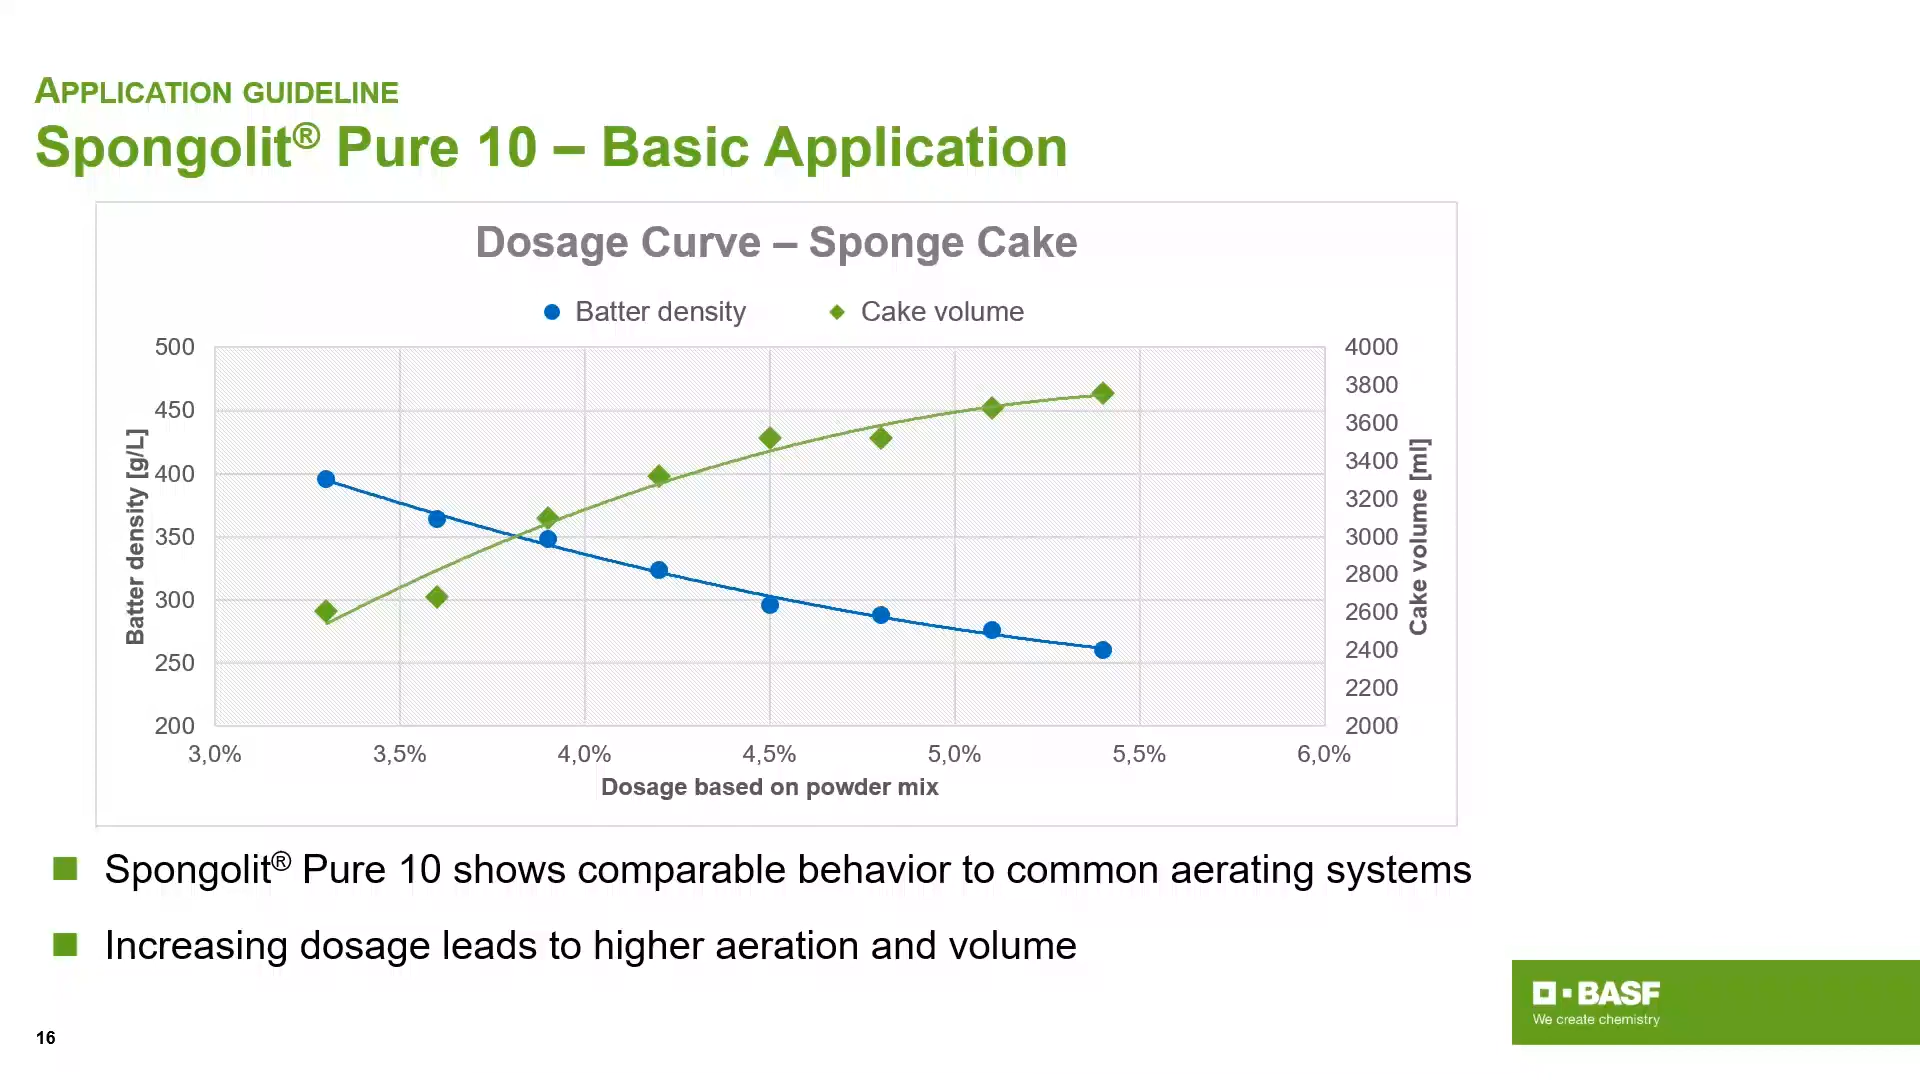 APPLICATION GUIDELINE
Spongolit® Pure 10 – Basic Application
Dosage Curve – Sponge Cake
Batter density
Cake volume
500
450
400
350
300
250
200
Batter density [g/L]
4000
3800
3600
3400
3200
3000
2800
2600
2400
2200
2000
Cake volume [ml]
3,0%
3,5%
4,0%
4,5%
5,0%
5,5%
6,0%
Dosage based on powder mix
Spongolit® Pure 10 shows comparable behavior to common aerating systems
Increasing dosage leads to higher aeration and volume
BASF
We create chemistry
16